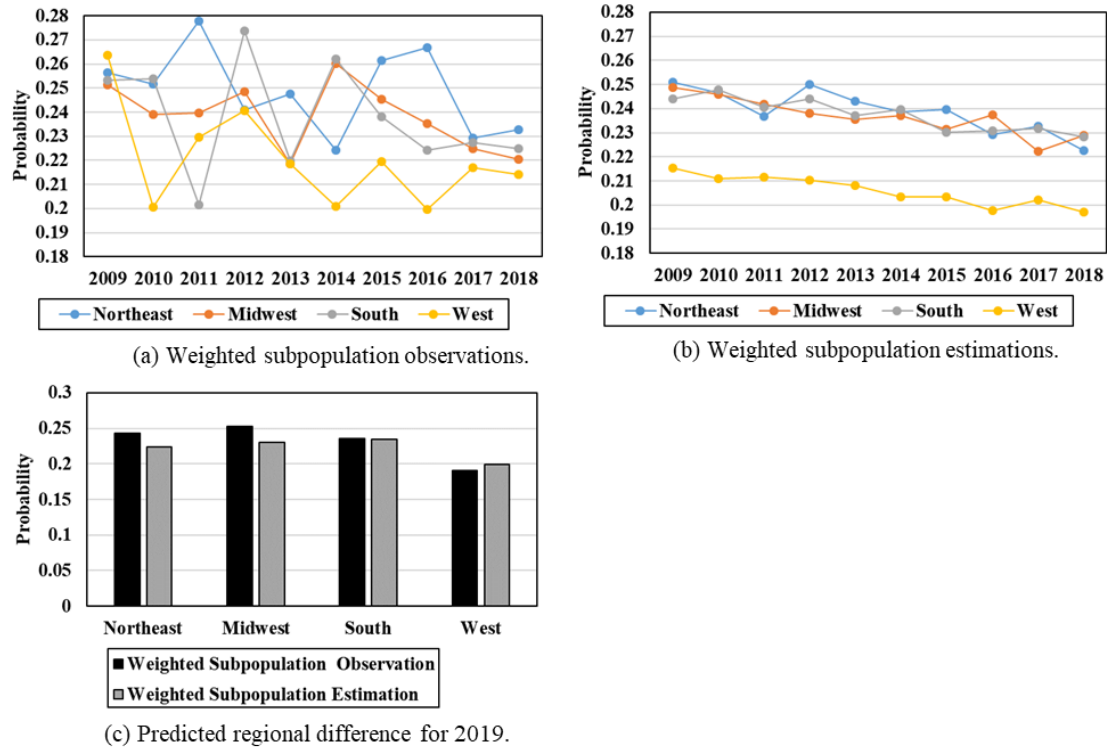 0.28
0.27
0.26
0.25
0.24
0.23
0.22
0.21
0.2
0.19
0.18
Probability
2009 2010 2011 2012 2013 2014 2015 2016 2017 2018
Northeast Midwest South West
(a) Weighted subpopulation observations.
0.28
0.27
0.26
0.25
0.24
0.23
0.22
0.21
0.2
0.19
0.18
Probability
2009 2010 2011 2012 2013 2014 2015 2016 2017 2018
Northeast Midwest South West
(b) Weighted subpopulation estimations.
0.3
0.25
0.2
0.15
0.1
0.05
0
Probability
Northeast Midwest South West
Weighted Subpopulation Observation
Weighted Subpopulation Estimation
(c) Predicted regional difference for 2019.